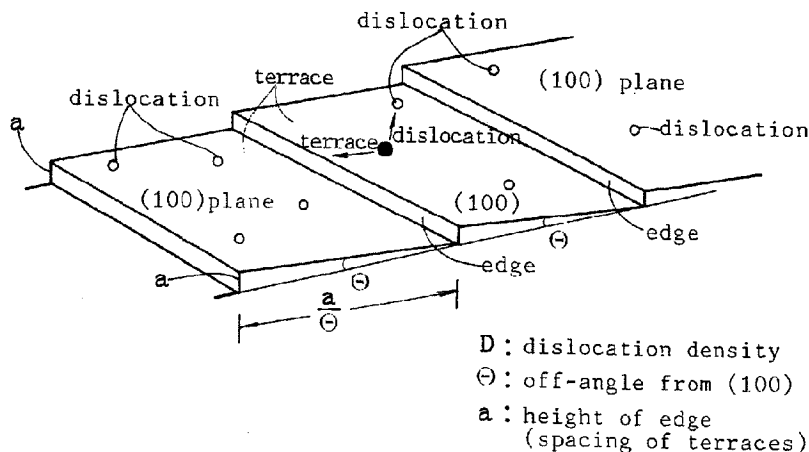 dislocation
(100) plane
terrace
dislocation
dislocation
a
terrace
dislocation
(100)plane
(100)
edge
a
edge
Θ
Θ
a
Θ
D : dislocation density
Θ : off-angle from (100)
a : height of edge
(spacing of terraces)